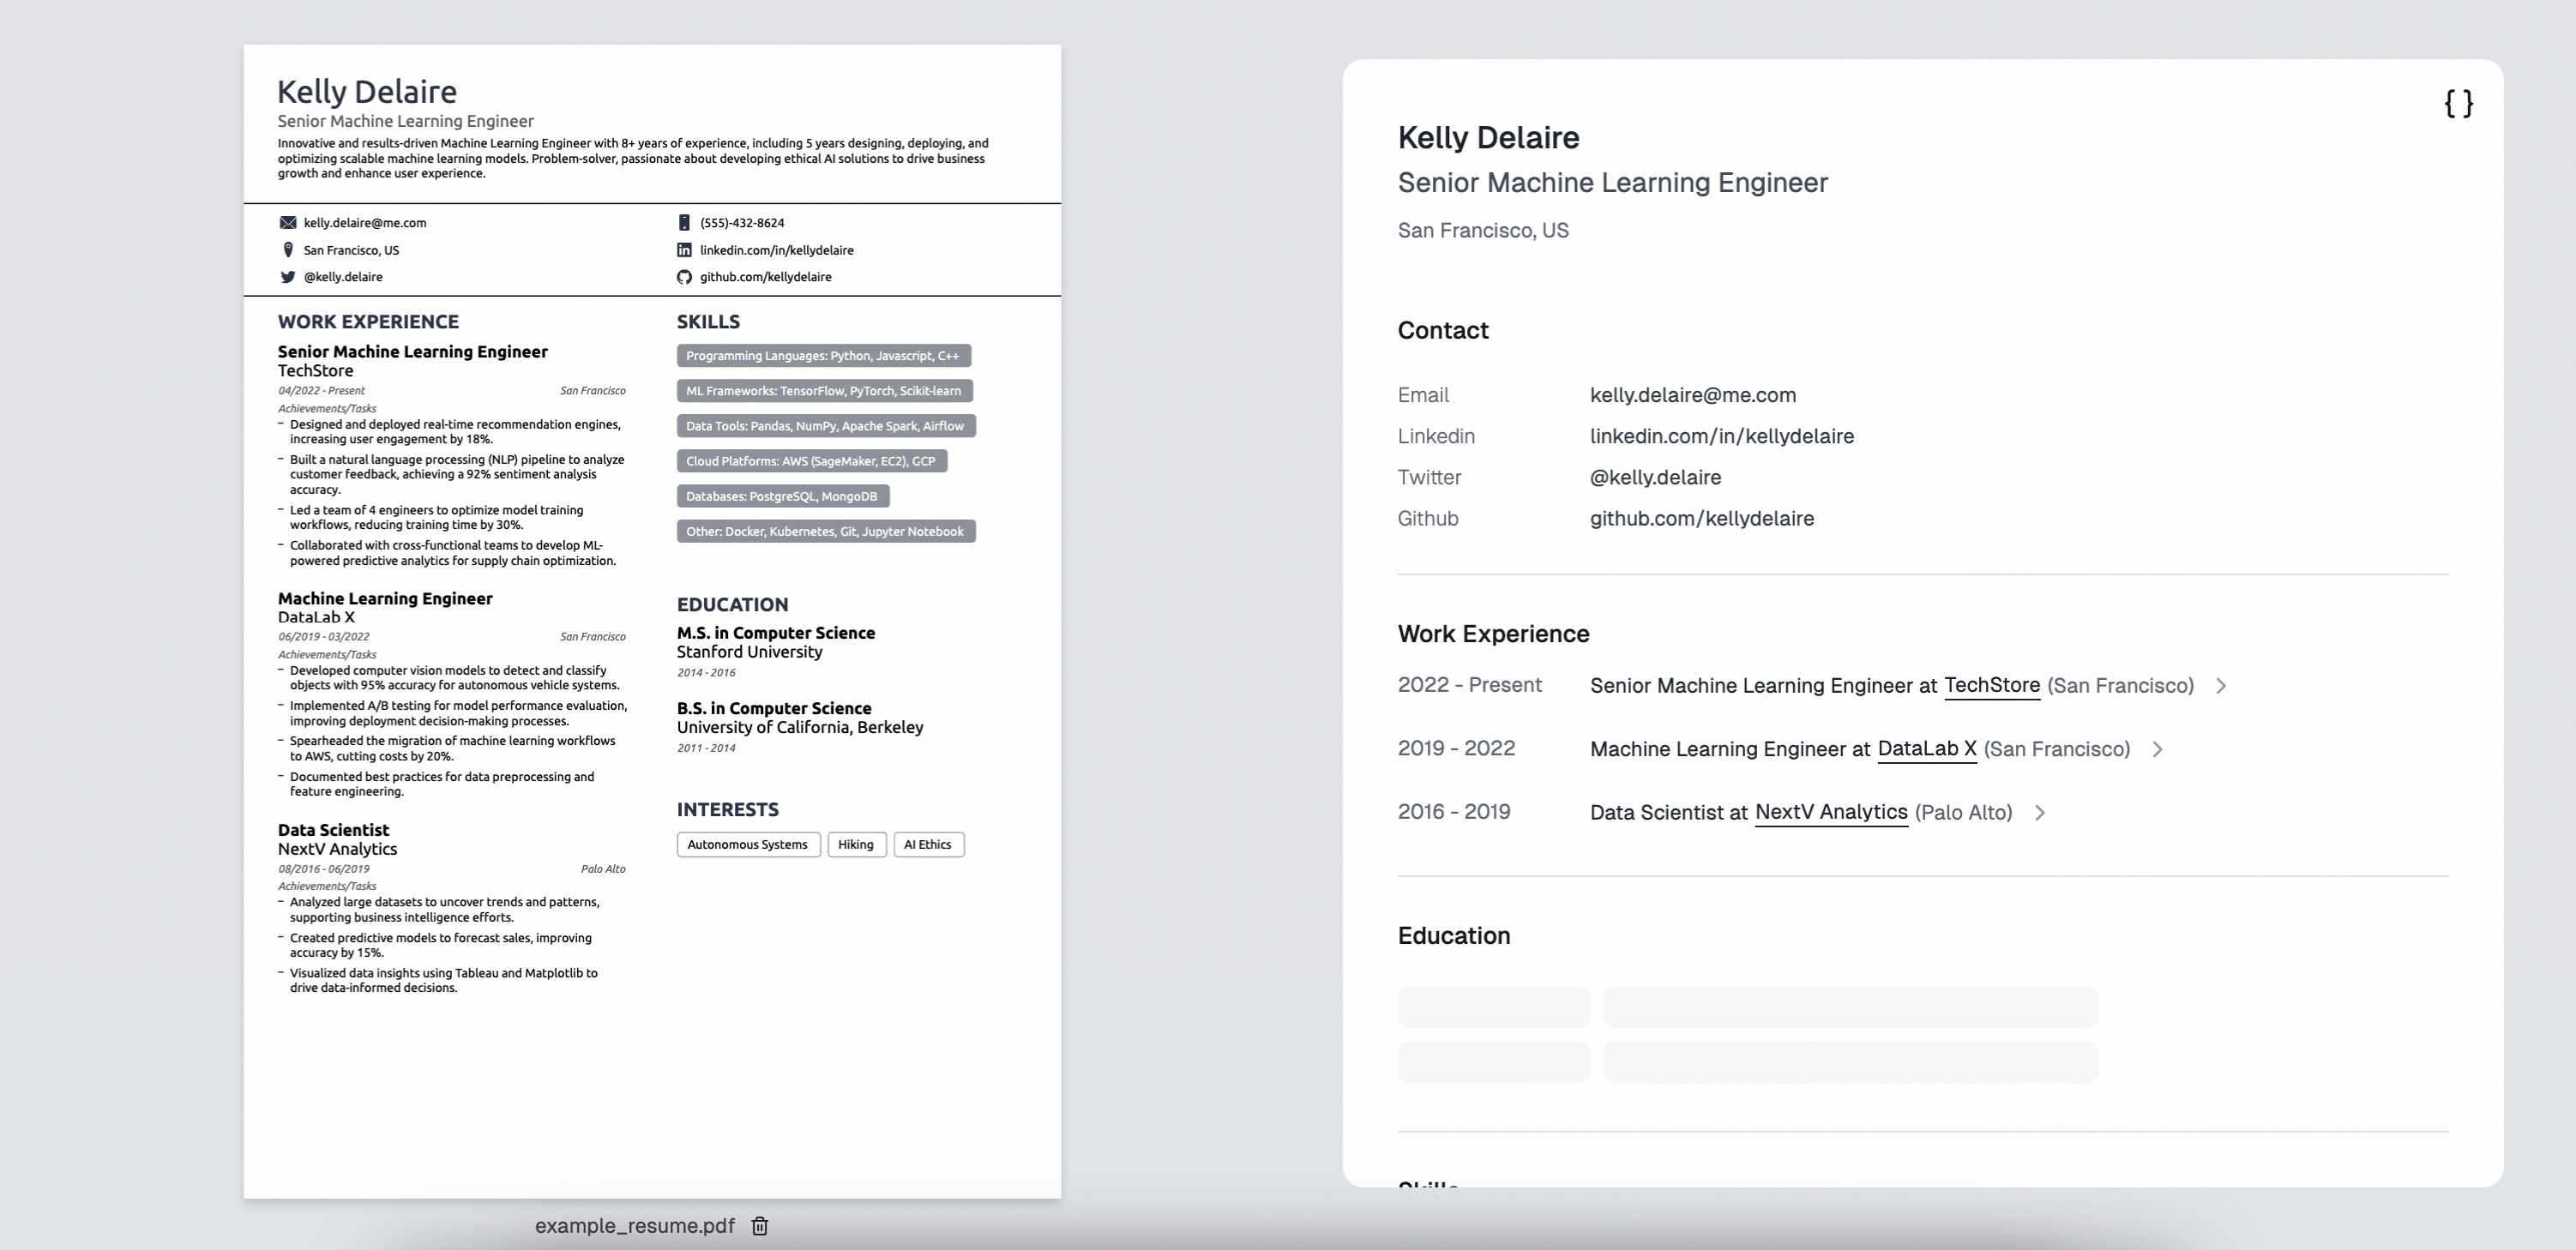 Kelly Delaire
Senior Machine Learning Engineer
Innovative and results-driven Machine Learning Engineer with 8+ years of experience, including 5 years designing, deploying, and
optimizing scalable machine learning models. Problem-solver, passionate about developing ethical AI solutions to drive business
growth and enhance user experience.
kelly.delaire@me.com
(555)-432-8624
San Francisco, US
linkedin.com/in/kellydelaire
@kelly.delaire
github.com/kellydelaire
WORK EXPERIENCE
Senior Machine Learning Engineer
TechStore
04/2022 - Present
San Francisco
Achievements/Tasks
– Designed and deployed real-time recommendation engines,
increasing user engagement by 18%.
– Built a natural language processing (NLP) pipeline to analyze
customer feedback, achieving a 92% sentiment analysis
accuracy.
– Led a team of 4 engineers to optimize model training
workflows, reducing training time by 30%.
– Collaborated with cross-functional teams to develop ML-
powered predictive analytics for supply chain optimization.
Machine Learning Engineer
DataLab X
06/2019 - 03/2022
San Francisco
Achievements/Tasks
– Developed computer vision models to detect and classify
objects with 95% accuracy for autonomous vehicle systems.
– Implemented A/B testing for model performance evaluation,
improving deployment decision-making processes.
– Spearheaded the migration of machine learning workflows
to AWS, cutting costs by 20%.
– Documented best practices for data preprocessing and
feature engineering.
Data Scientist
NextV Analytics
08/2016 - 06/2019
Palo Alto
Achievements/Tasks
– Analyzed large datasets to uncover trends and patterns,
supporting business intelligence efforts.
– Created predictive models to forecast sales, improving
accuracy by 15%.
– Visualized data insights using Tableau and Matplotlib to
drive data-informed decisions.
SKILLS
Programming Languages: Python, Javascript, C++
ML Frameworks: TensorFlow, PyTorch, Scikit-learn
Data Tools: Pandas, NumPy, Apache Spark, Airflow
Cloud Platforms: AWS (SageMaker, EC2), GCP
Databases: PostgreSQL, MongoDB
Other: Docker, Kubernetes, Git, Jupyter Notebook
EDUCATION
M.S. in Computer Science
Stanford University
2014 - 2016
B.S. in Computer Science
University of California, Berkeley
2011 - 2014
INTERESTS
Autonomous Systems
Hiking
AI Ethics
example_resume.pdf
{ }
Kelly Delaire
Senior Machine Learning Engineer
San Francisco, US
Contact
Email kelly.delaire@me.com
Linkedin linkedin.com/in/kellydelaire
Twitter @kelly.delaire
Github github.com/kellydelaire
Work Experience
2022 - Present Senior Machine Learning Engineer at TechStore (San Francisco)
2019 - 2022 Machine Learning Engineer at DataLab X (San Francisco)
2016 - 2019 Data Scientist at NextV Analytics (Palo Alto)
Education
Skills